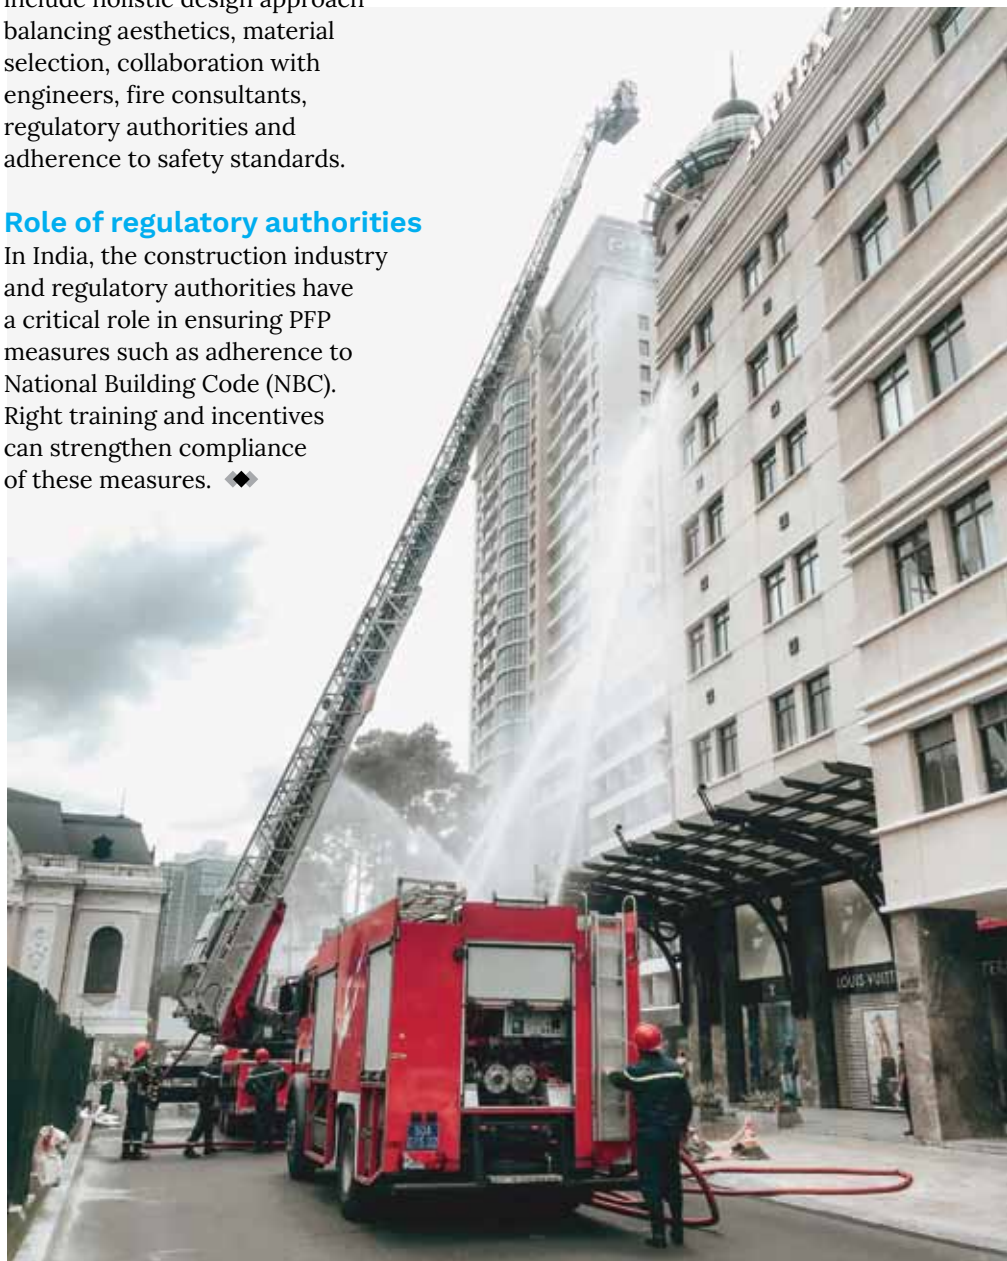 include holistic design approach
balancing aesthetics, material
selection, collaboration with
engineers, fire consultants,
regulatory authorities and
adherence to safety standards.
Role of regulatory authorities
In India, the construction industry
and regulatory authorities have
a critical role in ensuring PFP
measures such as adherence to
National Building Code (NBC).
Right training and incentives
can strengthen compliance
of these measures.
LOUIS VUITT